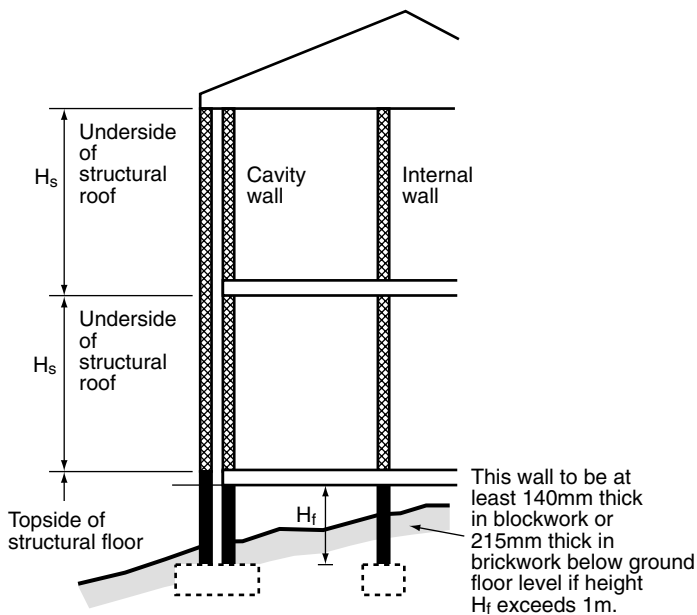 Underside
of
structural
roof
Hs
Cavity
wall
Internal
wall
Underside
of
structural
roof
Hs
Topside of
structural floor
Hf
This wall to be at
least 140mm thick
in blockwork or
215mm thick in
brickwork below ground
floor level if height
Hf exceeds 1m.